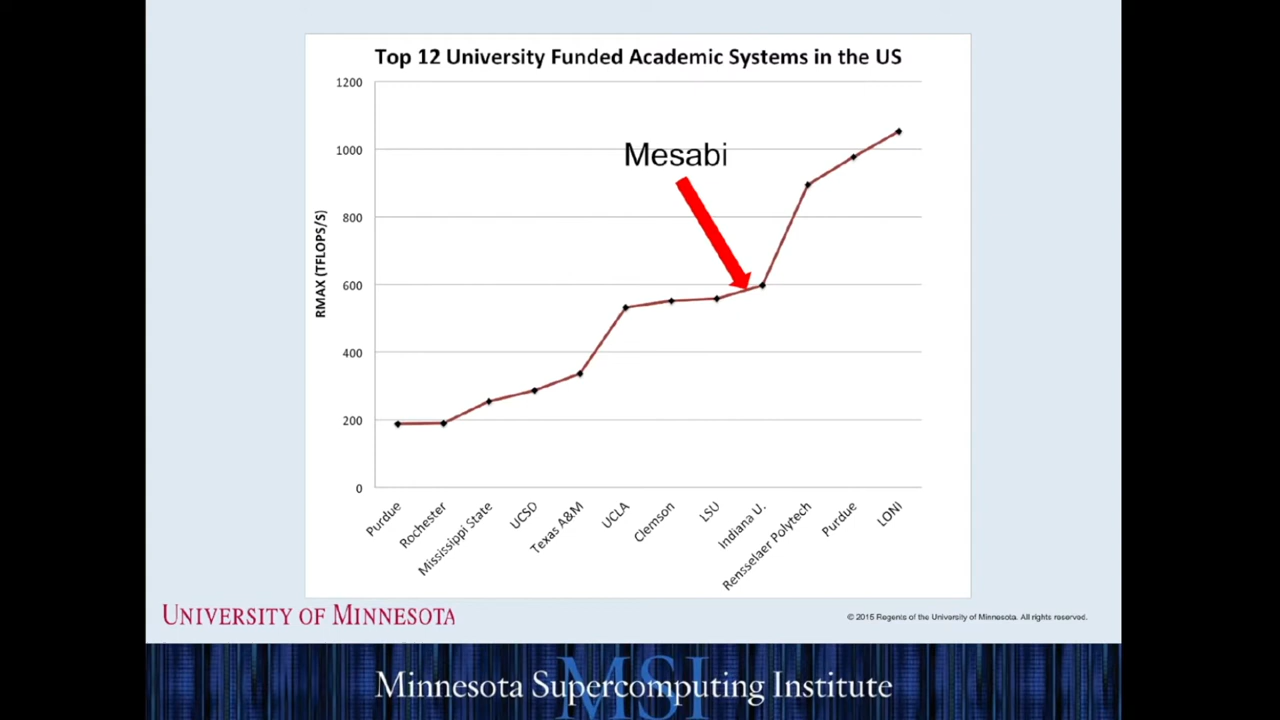 Top 12 University Funded Academic Systems in the US
1200
1000
800
600
400
200
0
RMAX (TFLOPS/S)
Mesabi
Purdue
Rochester
Mississippi State
UCSD
Texas A&M
UCLA
Clemson
LSU
Indiana U.
Rensselaer Polytech
Purdue
LONI
UNIVERSITY OF MINNESOTA
© 2015 Regents of the University of Minnesota. All rights reserved.
MSI
Minnesota Supercomputing Institute